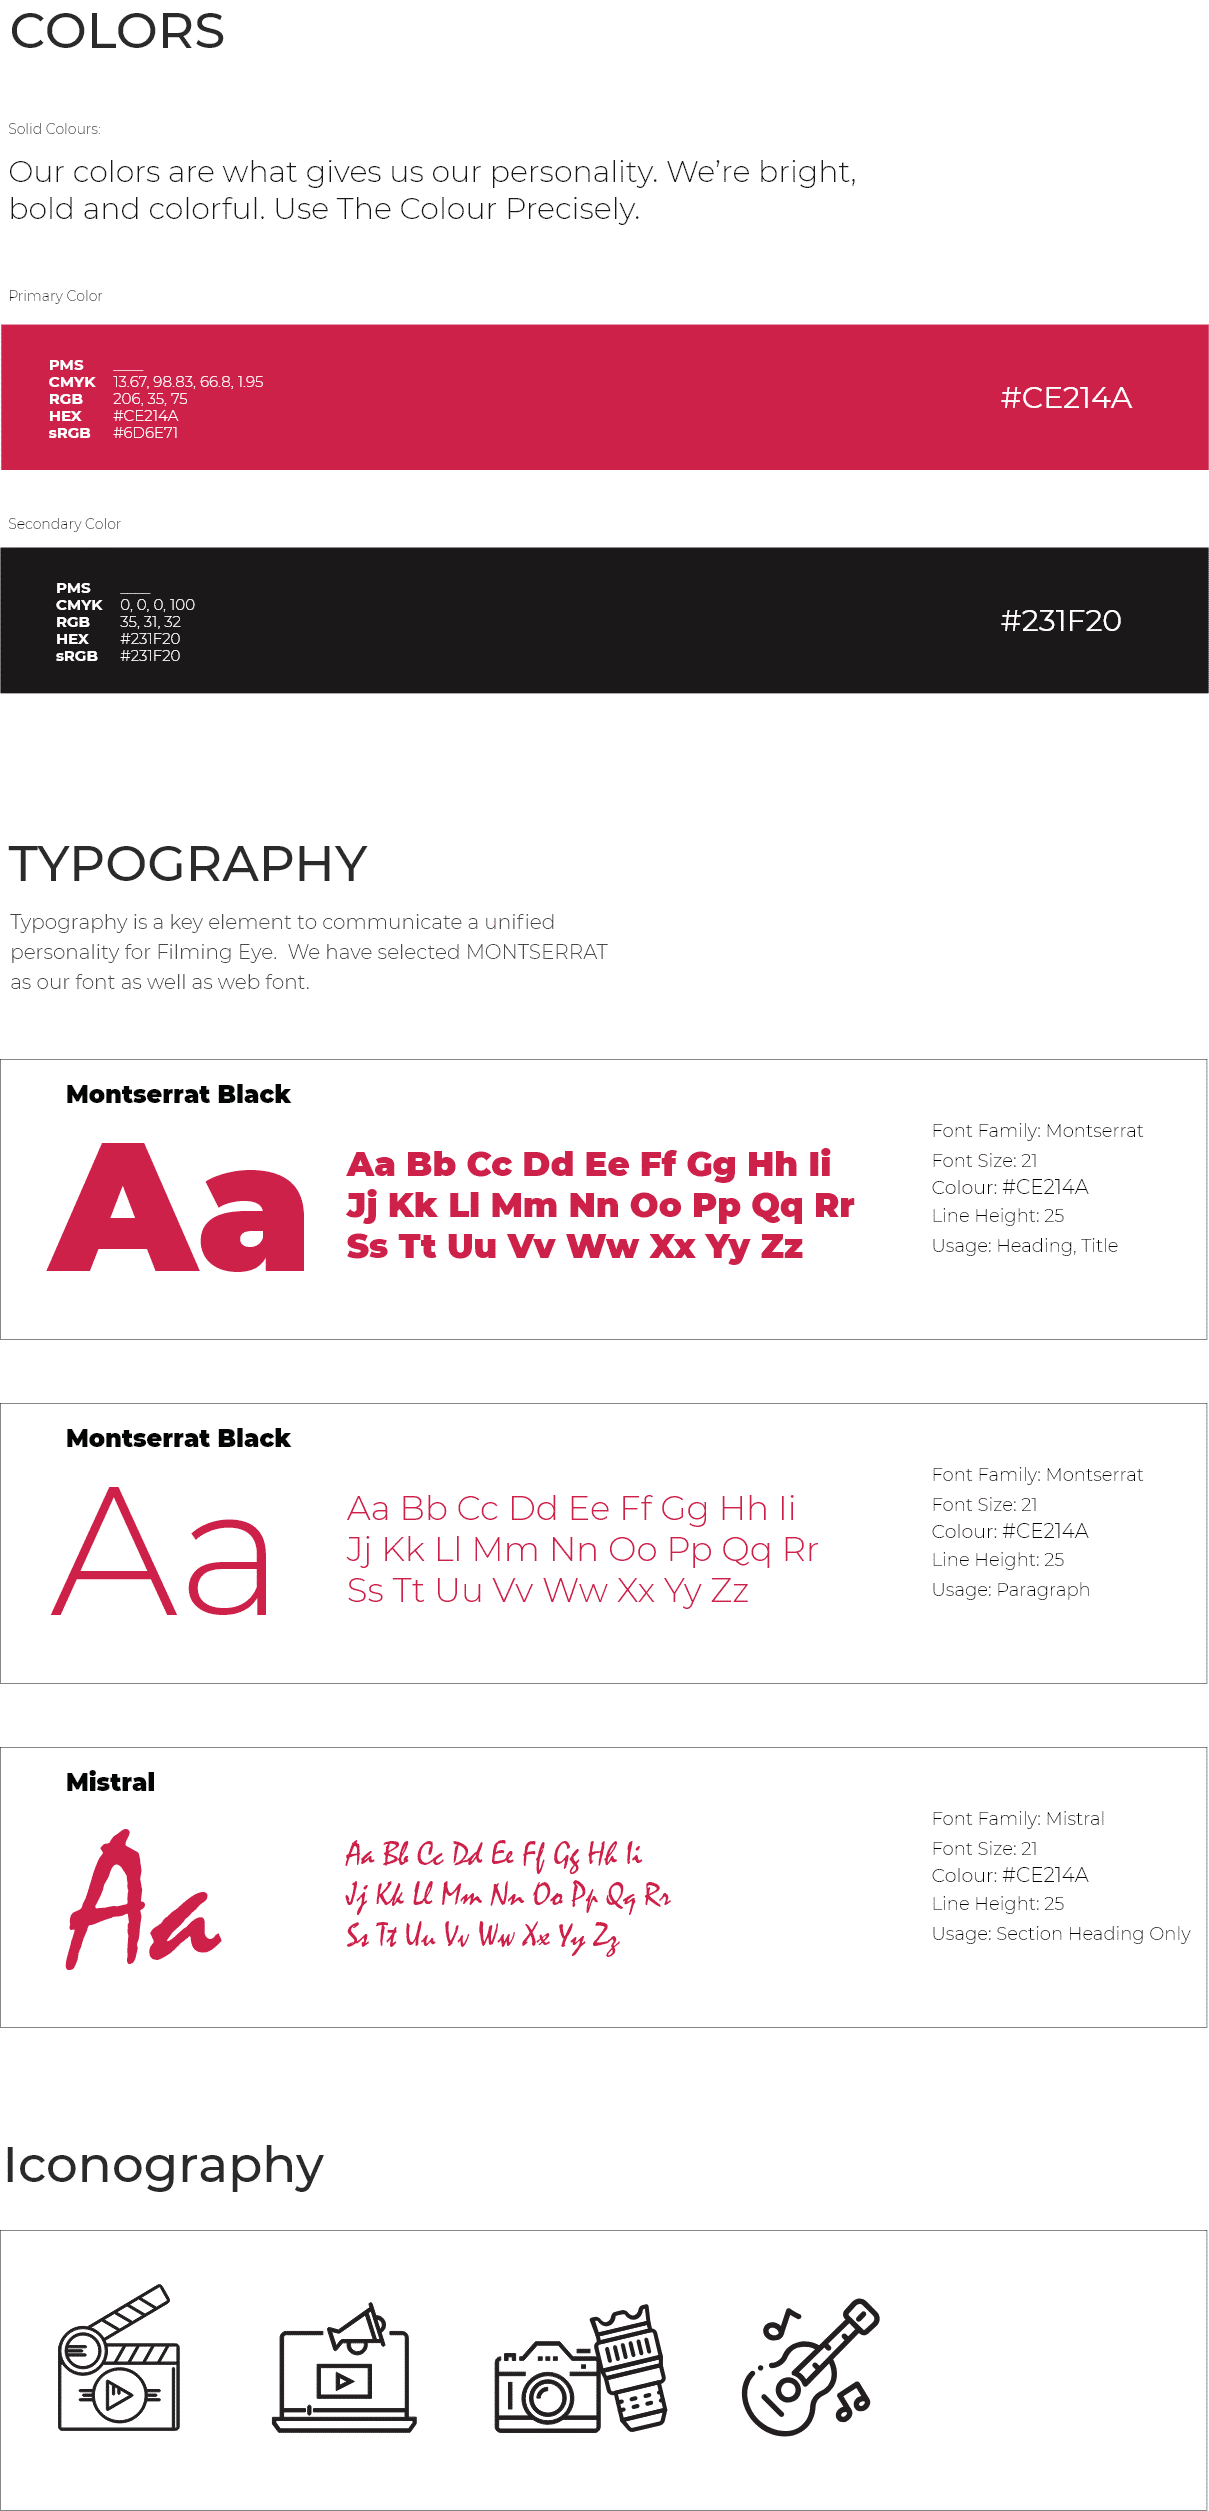 COLORS
Solid Colours:
Our colors are what gives us our personality. We're bright,
bold and colorful. Use The Colour Precisely.
Primary Color
PMS ____
CMYK 13.67, 98.83, 66.8, 1.95
RGB 206, 35, 75
HEX #CE214A
sRGB #6D6E71
#CE214A
Secondary Color
PMS ____
CMYK 0, 0, 0, 100
RGB 35, 31, 32
HEX #231F20
sRGB #231F20
#231F20
TYPOGRAPHY
Typography is a key element to communicate a unified
personality for Filming Eye.  We have selected MONTSERRAT
as our font as well as web font.
Montserrat Black
Aa
Aa Bb Cc Dd Ee Ff Gg Hh Ii
Jj Kk Ll Mm Nn Oo Pp Qq Rr
Ss Tt Uu Vv Ww Xx Yy Zz
Font Family: Montserrat
Font Size: 21
Colour: #CE214A
Line Height: 25
Usage: Heading, Title
Montserrat Black
Aa
Aa Bb Cc Dd Ee Ff Gg Hh Ii
Jj Kk Ll Mm Nn Oo Pp Qq Rr
Ss Tt Uu Vv Ww Xx Yy Zz
Font Family: Montserrat
Font Size: 21
Colour: #CE214A
Line Height: 25
Usage: Paragraph
Mistral
Aa
Aa Bb Cc Dd Ee Ff Gg Hh Ii
Jj Kk Ll Mm Nn Oo Pp Qq Rr
Ss Tt Uu Vv Ww Xx Yy Zz
Font Family: Mistral
Font Size: 21
Colour: #CE214A
Line Height: 25
Usage: Section Heading Only
Iconography